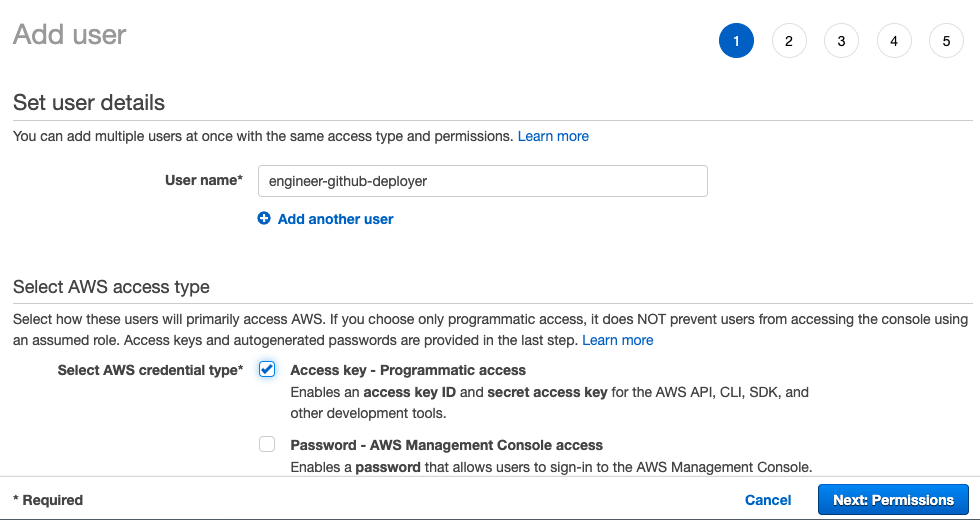 Add user
1 2 3 4 5
Set user details
You can add multiple users at once with the same access type and permissions. Learn more
User name* engineer-github-deployer
Add another user
Select AWS access type
Select how these users will primarily access AWS. If you choose only programmatic access, it does NOT prevent users from accessing the console using
an assumed role. Access keys and autogenerated passwords are provided in the last step. Learn more
Select AWS credential type* Access key - Programmatic access
Enables an access key ID and secret access key for the AWS API, CLI, SDK, and
other development tools.
Password - AWS Management Console access
Enables a password that allows users to sign-in to the AWS Management Console.
* Required Cancel Next: Permissions